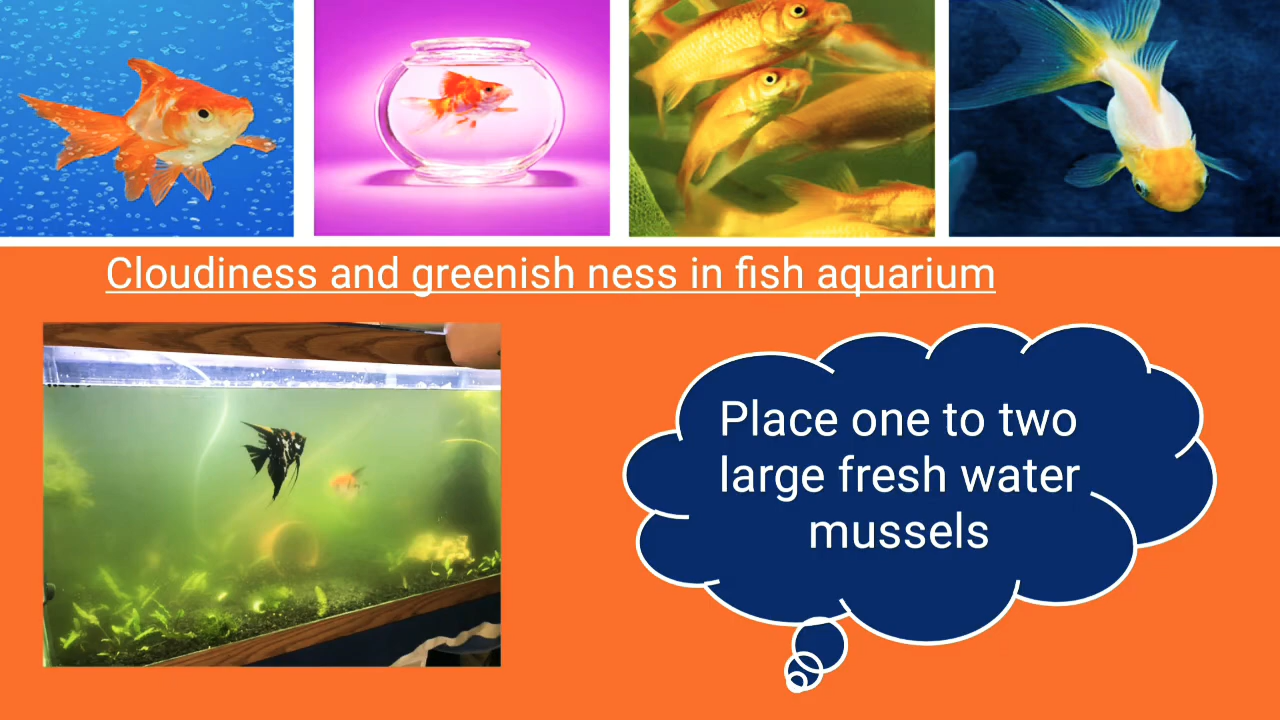 Cloudiness and greenish ness in fish aquarium
Place one to two
large fresh water
mussels